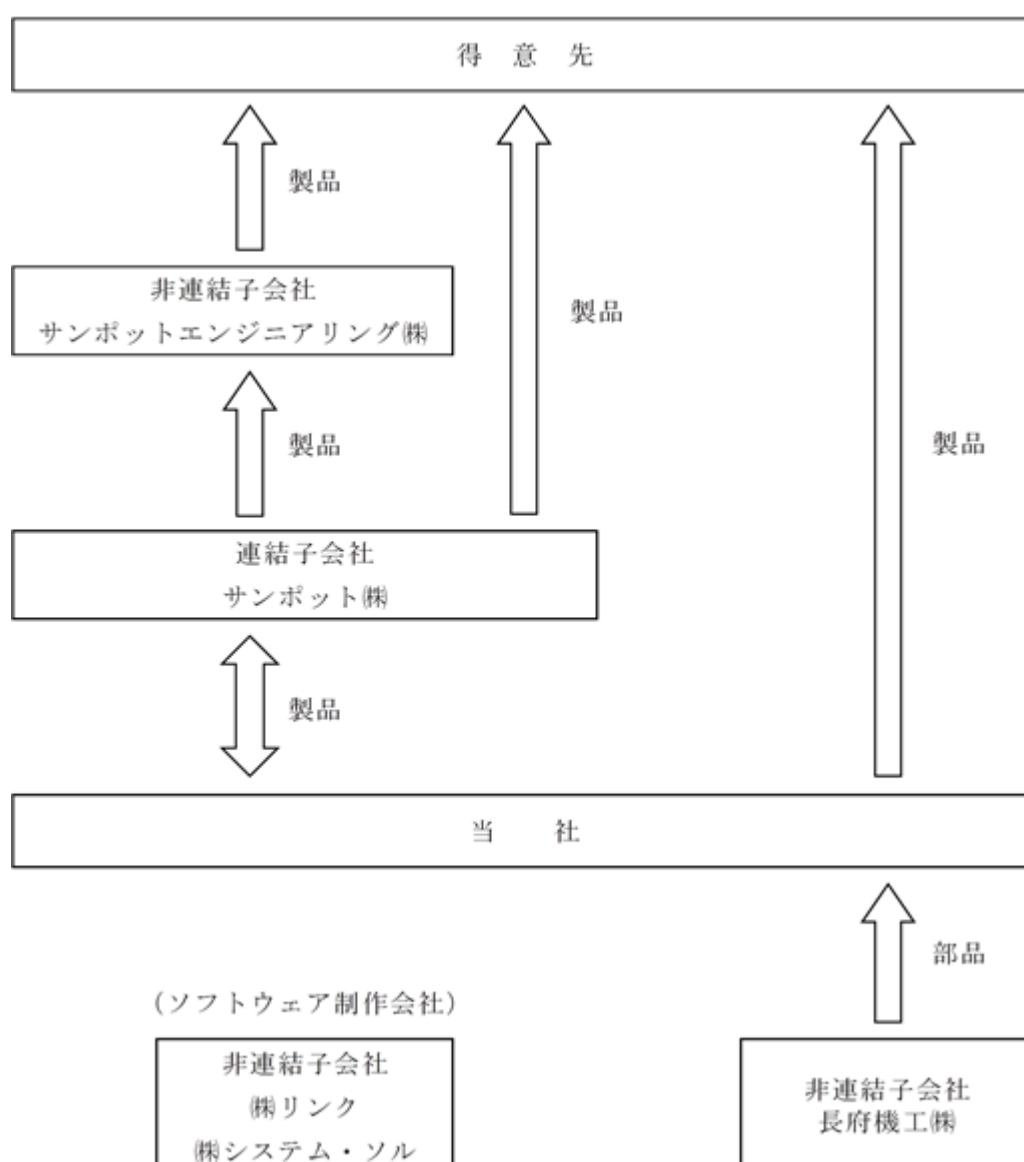 得意先
製品
非連結子会社
サンポットエンジニアリング㈱
製品
製品
製品
連結子会社
サンポット㈱
製品
当社
部品
(ソフトウェア制作会社)
非連結子会社
㈱リンク
㈱システム・ソル
非連結子会社
長府機工㈱